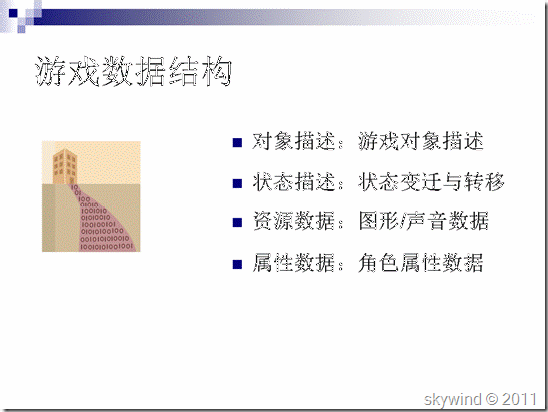 游戏数据结构
对象描述：游戏对象描述
状态描述：状态变迁与转移
资源数据：图形/声音数据
属性数据：角色属性数据
skywind © 2011